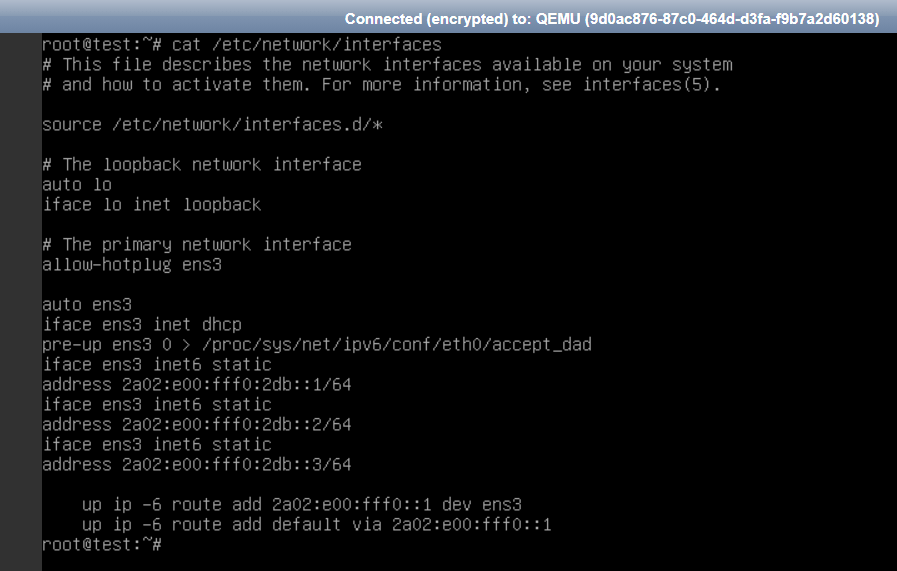 Connected (encrypted) to: QEMU (9d0ac876-87c0-464d-d3fa-f9b7a2d60138)
root@test:~# cat /etc/network/interfaces
# This file describes the network interfaces available on your system
# and how to activate them. For more information, see interfaces(5).
source /etc/network/interfaces.d/*
# The loopback network interface
auto lo
iface lo inet loopback
# The primary network interface
allow-hotplug ens3
auto ens3
iface ens3 inet dhcp
pre-up ens3 0 > /proc/sys/net/ipv6/conf/eth0/accept_dad
iface ens3 inet6 static
address 2a02:e00:fff0:2db::1/64
iface ens3 inet6 static
address 2a02:e00:fff0:2db::2/64
iface ens3 inet6 static
address 2a02:e00:fff0:2db::3/64
    up ip -6 route add 2a02:e00:fff0::1 dev ens3
    up ip -6 route add default via 2a02:e00:fff0::1
root@test:~#